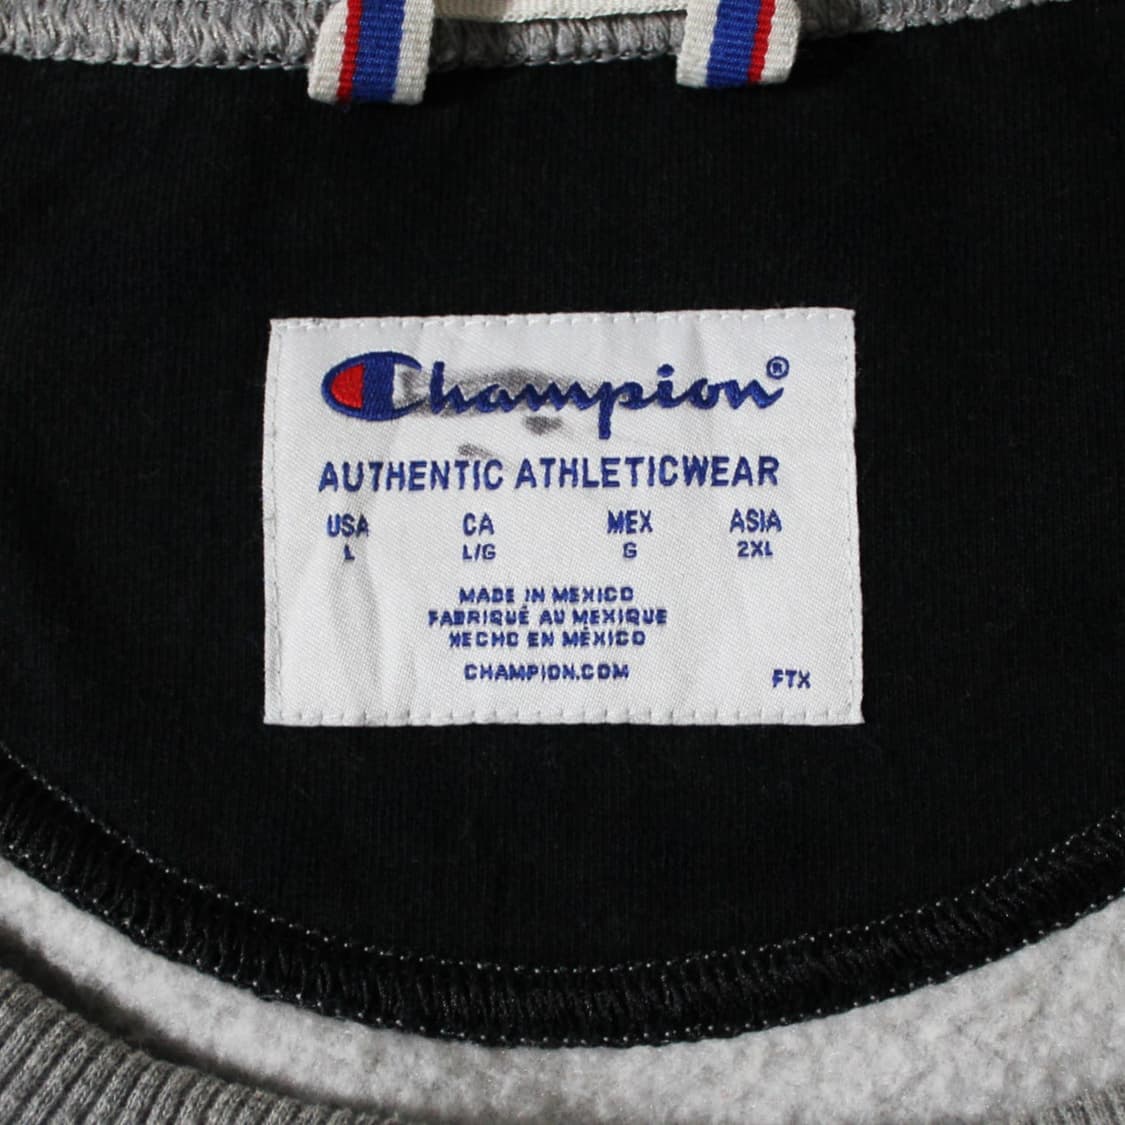 Champion®
AUTHENTIC ATHLETICWEAR
USA CA MEX ASIA
L L/G G 2XL
MADE IN MEXICO
FABRIQUÉ AU MEXIQUE
HECHO EN MÉXICO
CHAMPION.COM
FTX